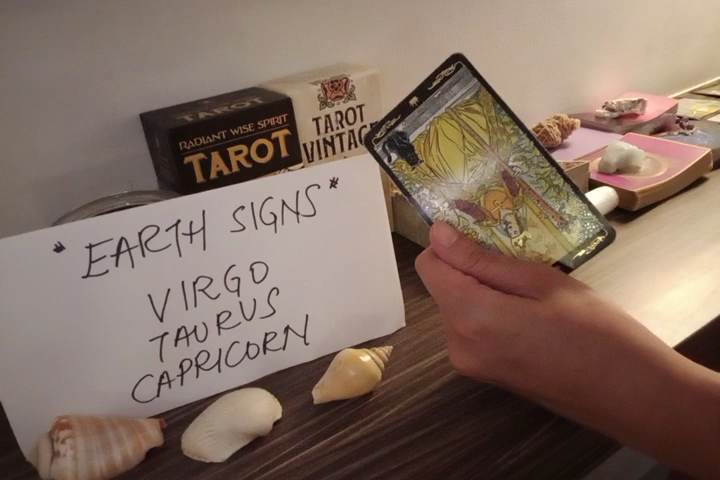 TAROT
RADIANT WISE SPIRIT
TAROT
TAROT
VINTAGE
" EARTH SIGNS "
VIRGO
TAURUS
CAPRICORN